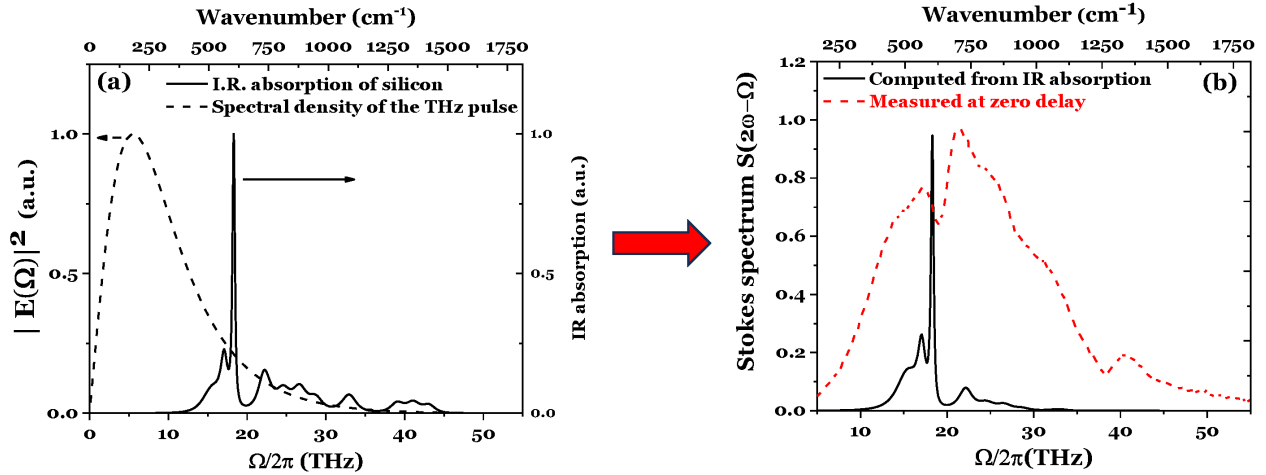 Wavenumber (cm⁻¹)
0 250 500 750 1000 1250 1500 1750
(a)
I.R. absorption of silicon
Spectral density of the THz pulse
1.0
0.5
0.0
| E(Ω)|² (a.u.)
1.0
0.5
0.0
IR absorption (a.u.)
0 10 20 30 40 50
Ω/2π (THz)
Wavenumber (cm⁻¹)
250 500 750 1000 1250 1500 1750
(b)
Computed from IR absorption
Measured at zero delay
1.2
1.0
0.8
0.6
0.4
0.2
0.0
Stokes spectrum S(2ω−Ω)
10 20 30 40 50
Ω/2π(THz)